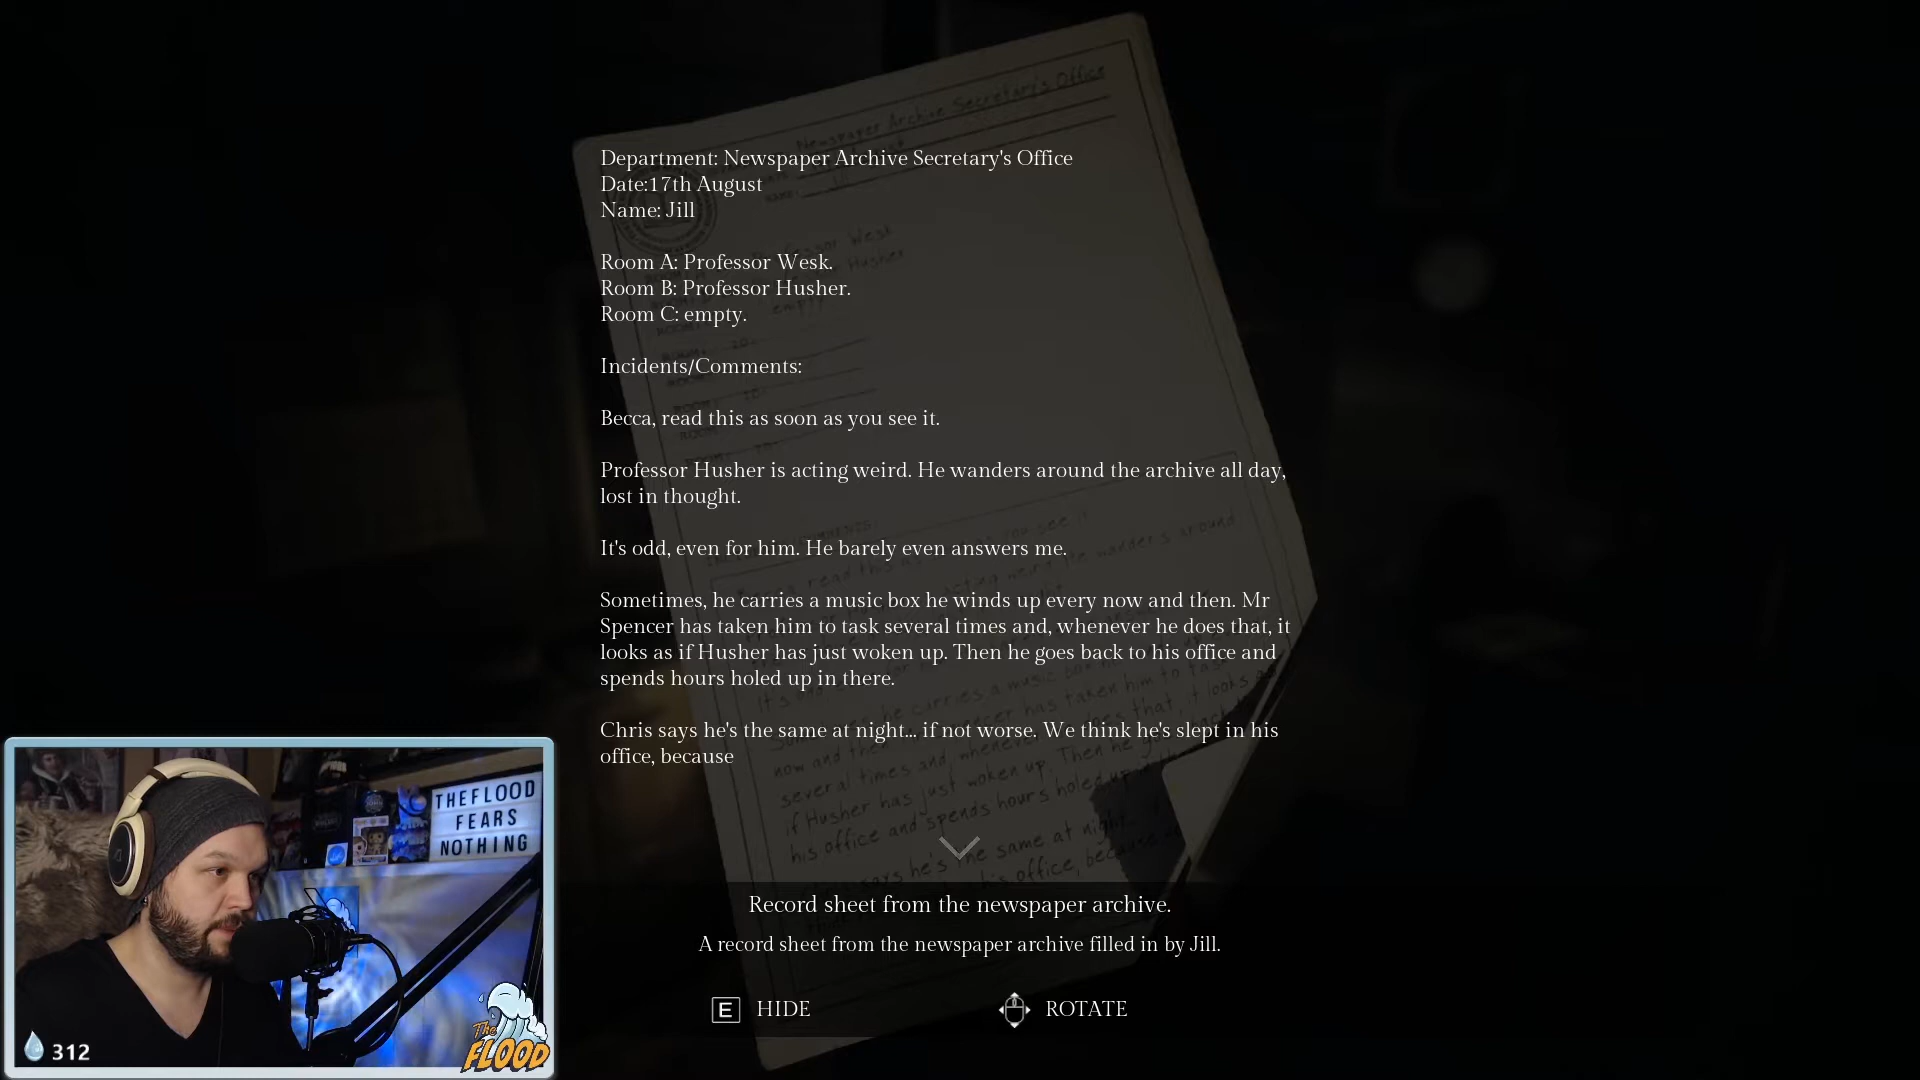 Newspaper Archive Secretary's Office
Department: Newspaper Archive Secretary's Office
Date:17th August
Name: Jill
Room A: Professor Wesk.
Room B: Professor Husher.
Room C: empty.
Incidents/Comments:
Becca, read this as soon as you see it.
Professor Husher is acting weird. He wanders around the archive all day,
lost in thought.
It's odd, even for him. He barely even answers me.
Sometimes, he carries a music box he winds up every now and then. Mr
Spencer has taken him to task several times and, whenever he does that, it
looks as if Husher has just woken up. Then he goes back to his office and
spends hours holed up in there.
Chris says he's the same at night... if not worse. We think he's slept in his
office, because
Record sheet from the newspaper archive.
A record sheet from the newspaper archive filled in by Jill.
E HIDE
ROTATE
THEFLOOD
FEARS
NOTHING
312
The
FLOOD